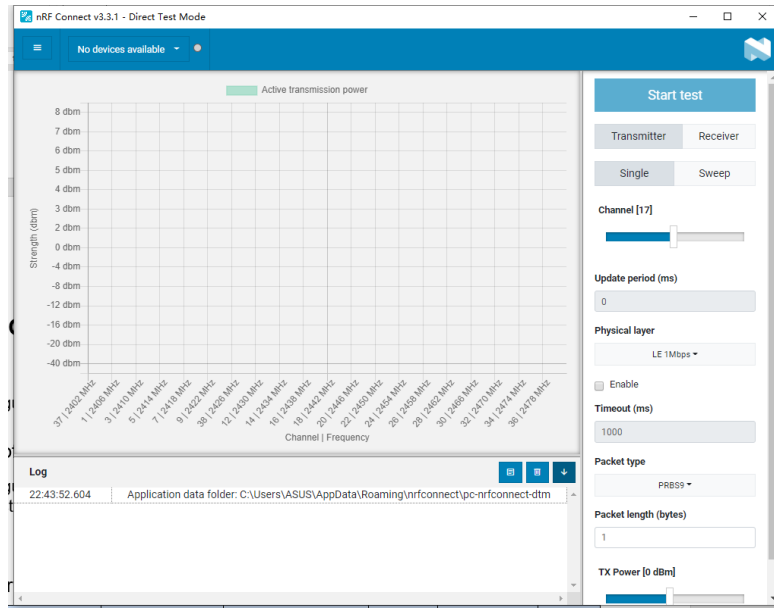 nRF Connect v3.3.1 - Direct Test Mode
No devices available
Active transmission power
8 dbm
7 dbm
6 dbm
5 dbm
4 dbm
3 dbm
2 dbm
0 dbm
-4 dbm
-8 dbm
-12 dbm
-16 dbm
-20 dbm
-40 dbm
Strength (dbm)
37 | 2402 MHz
1 | 2406 MHz
3 | 2410 MHz
5 | 2414 MHz
7 | 2418 MHz
9 | 2422 MHz
38 | 2426 MHz
12 | 2430 MHz
14 | 2434 MHz
16 | 2438 MHz
18 | 2442 MHz
20 | 2446 MHz
22 | 2450 MHz
24 | 2454 MHz
26 | 2458 MHz
28 | 2462 MHz
30 | 2466 MHz
32 | 2470 MHz
34 | 2474 MHz
36 | 2478 MHz
Channel | Frequency
Log
22:43:52.604 Application data folder: C:\Users\ASUS\AppData\Roaming\nrfconnect\pc-nrfconnect-dtm
Start test
Transmitter Receiver
Single Sweep
Channel [17]
Update period (ms)
0
Physical layer
LE 1Mbps
Enable
Timeout (ms)
1000
Packet type
PRBS9
Packet length (bytes)
1
TX Power [0 dBm]